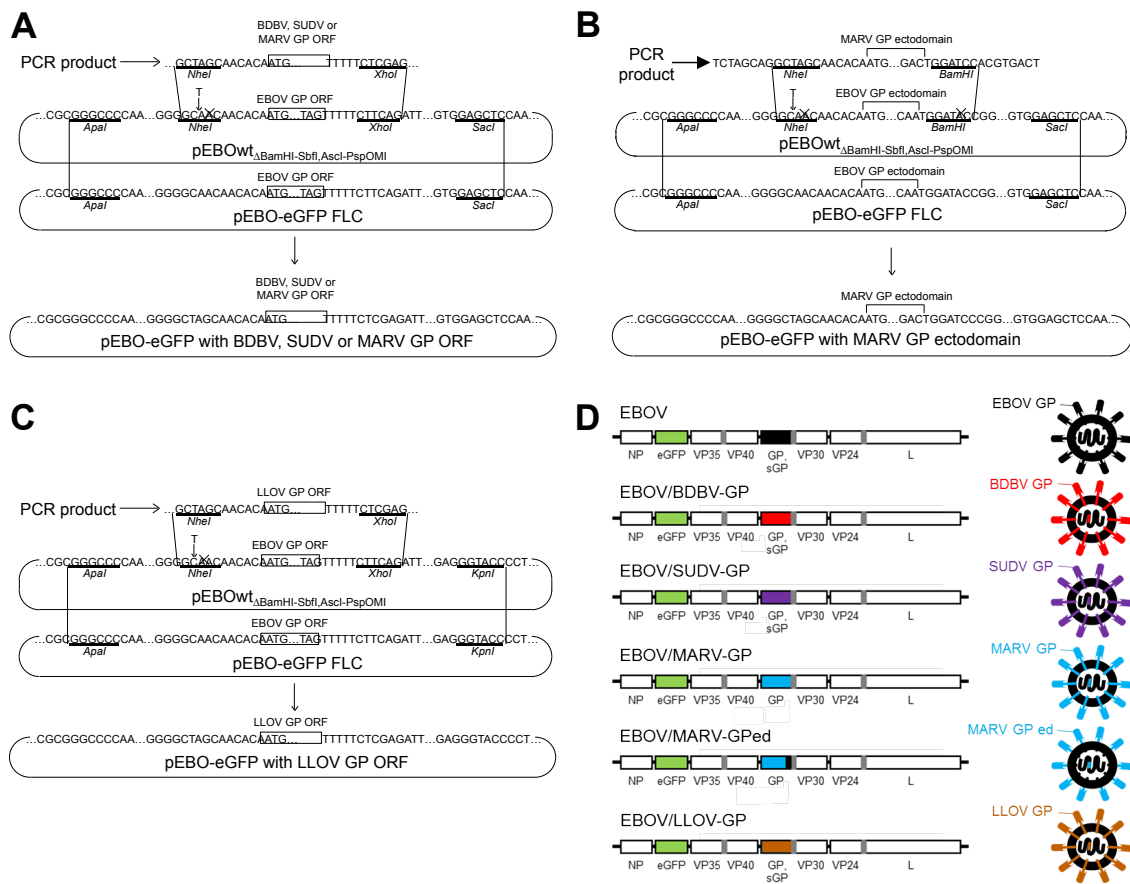 A
BDBV, SUDV or
MARV GP ORF
PCR product
...GCTAGCAACACAATG... TTTTTCTCGAG...
NheI XhoI
T
EBOV GP ORF
...CGCGGGCCCCAA...GGGGCAACAACACAATG...TAGTTTTTCTTCAGATT...GTGGAGCTCCAA...
ApaI NheI XhoI SacI
pEBOwtΔBamHI-SbfI,AscI-PspOMI
EBOV GP ORF
...CGCGGGCCCCAA...GGGGCAACAACACAATG...TAGTTTTTCTTCAGATT...GTGGAGCTCCAA...
ApaI SacI
pEBO-eGFP FLC
BDBV, SUDV or
MARV GP ORF
...CGCGGGCCCCAA...GGGGCTAGCAACACAATG... TTTTTCTCGAGATT...GTGGAGCTCCAA...
pEBO-eGFP with BDBV, SUDV or MARV GP ORF
B
MARV GP ectodomain
PCR
product
TCTAGCAGGCTAGCAACACAATG...GACTGGATCCACGTGACT
NheI BamHI
T
EBOV GP ectodomain
...CGCGGGCCCCAA...GGGGCAACAACACAATG...CAATGGATACCGG...GTGGAGCTCCAA...
ApaI NheI BamHI SacI
pEBOwtΔBamHI-SbfI,AscI-PspOMI
EBOV GP ectodomain
...CGCGGGCCCCAA...GGGGCAACAACACAATG...CAATGGATACCGG...GTGGAGCTCCAA...
ApaI SacI
pEBO-eGFP FLC
MARV GP ectodomain
...CGCGGGCCCCAA...GGGGCTAGCAACACAATG...GACTGGATCCCGG...GTGGAGCTCCAA...
pEBO-eGFP with MARV GP ectodomain
C
LLOV GP ORF
PCR product
...GCTAGCAACACAATG... TTTTTCTCGAG...
NheI XhoI
T
EBOV GP ORF
...CGCGGGCCCCAA...GGGGCAACAACACAATG...TAGTTTTTCTTCAGATT...GAGGGTACCCCT...
ApaI NheI XhoI KpnI
pEBOwtΔBamHI-SbfI,AscI-PspOMI
EBOV GP ORF
...CGCGGGCCCCAA...GGGGCAACAACACAATG...TAGTTTTTCTTCAGATT...GAGGGTACCCCT...
ApaI KpnI
pEBO-eGFP FLC
LLOV GP ORF
...CGCGGGCCCCAA...GGGGCTAGCAACACAATG... TTTTTCTCGAGATT...GAGGGTACCCCT...
pEBO-eGFP with LLOV GP ORF
D
EBOV
EBOV GP
NP eGFP VP35 VP40 GP, VP30 VP24 L
sGP
EBOV/BDBV-GP
BDBV GP
NP eGFP VP35 VP40 GP, VP30 VP24 L
sGP
EBOV/SUDV-GP
SUDV GP
NP eGFP VP35 VP40 GP, VP30 VP24 L
sGP
EBOV/MARV-GP
MARV GP
NP eGFP VP35 VP40 GP, VP30 VP24 L
EBOV/MARV-GPed
MARV GP ed
NP eGFP VP35 VP40 GP, VP30 VP24 L
EBOV/LLOV-GP
LLOV GP
NP eGFP VP35 VP40 GP, VP30 VP24 L
sGP